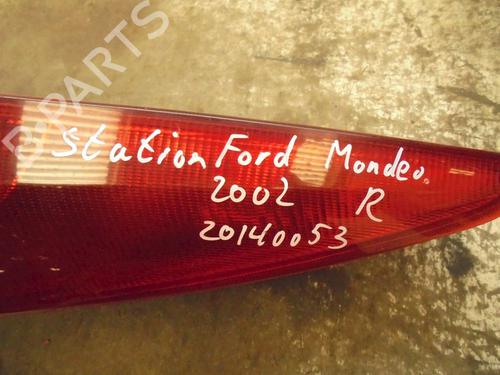 B-PARTS
Station Ford Mondeo.
2002 R
20140053